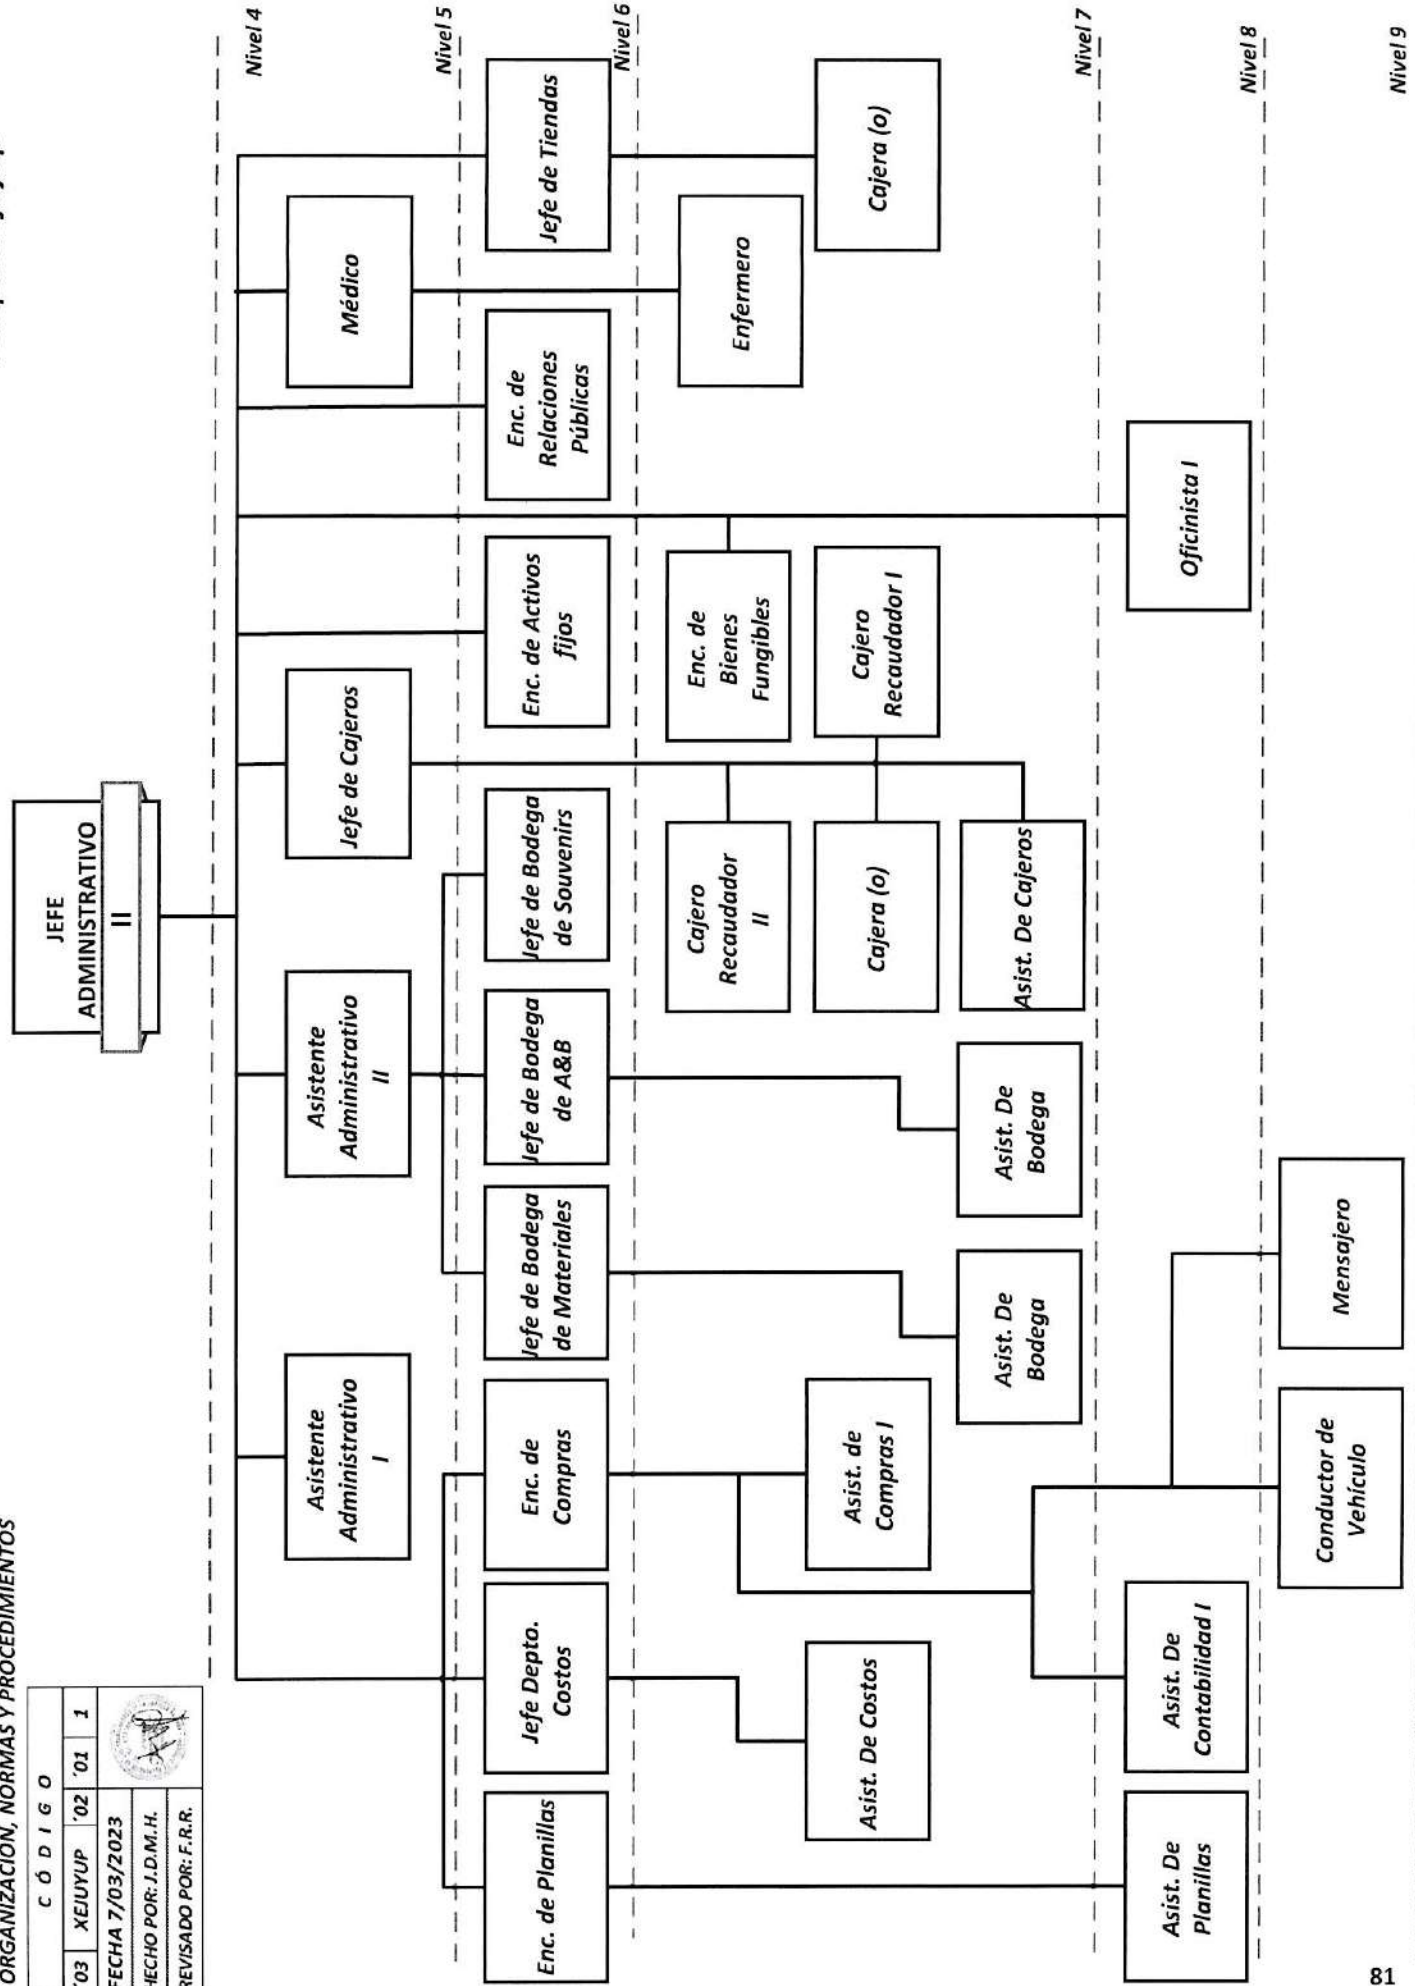 ORGANIZACIÓN, NORMAS Y PROCEDIMIENTOS
CÓDIGO
'03 XEJUYUP '02 '01 1
FECHA 7/03/2023
HECHO POR: J.D.M.H.
REVISADO POR: F.R.R.
JEFE
ADMINISTRATIVO
II
Nivel 4
Asistente
Administrativo
I
Asistente
Administrativo
II
Jefe de Cajeros
Médico
Nivel 5
Enc. de Planillas
Jefe Depto.
Costos
Enc. de
Compras
Jefe de Bodega
de Materiales
Jefe de Bodega
de A&B
Jefe de Bodega
de Souvenirs
Enc. de Activos
fijos
Enc. de
Relaciones
Públicas
Jefe de Tiendas
Nivel 6
Cajero
Recaudador
II
Enc. de
Bienes
Fungibles
Enfermero
Asist. De Costos
Asist. de
Compras I
Cajera (o)
Cajero
Recaudador I
Cajera (o)
Asist. De
Bodega
Asist. De
Bodega
Asist. De Cajeros
Nivel 7
Asist. De
Planillas
Asist. De
Contabilidad I
Oficinista I
Nivel 8
Conductor de
Vehículo
Mensajero
Nivel 9
81